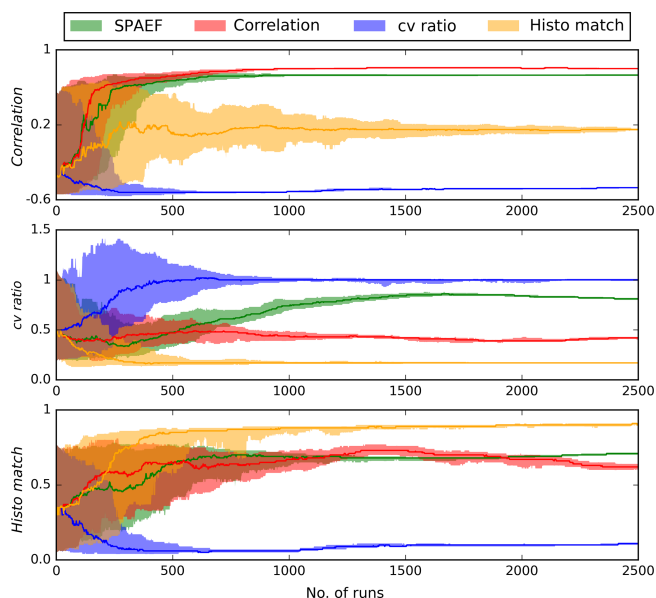 SPAEF Correlation cv ratio Histo match
1
0.2
-0.6
Correlation
0 500 1000 1500 2000 2500
1.5
1.0
0.5
0.0
cv ratio
0 500 1000 1500 2000 2500
1
0.5
0.0
Histo match
0 500 1000 1500 2000 2500
No. of runs